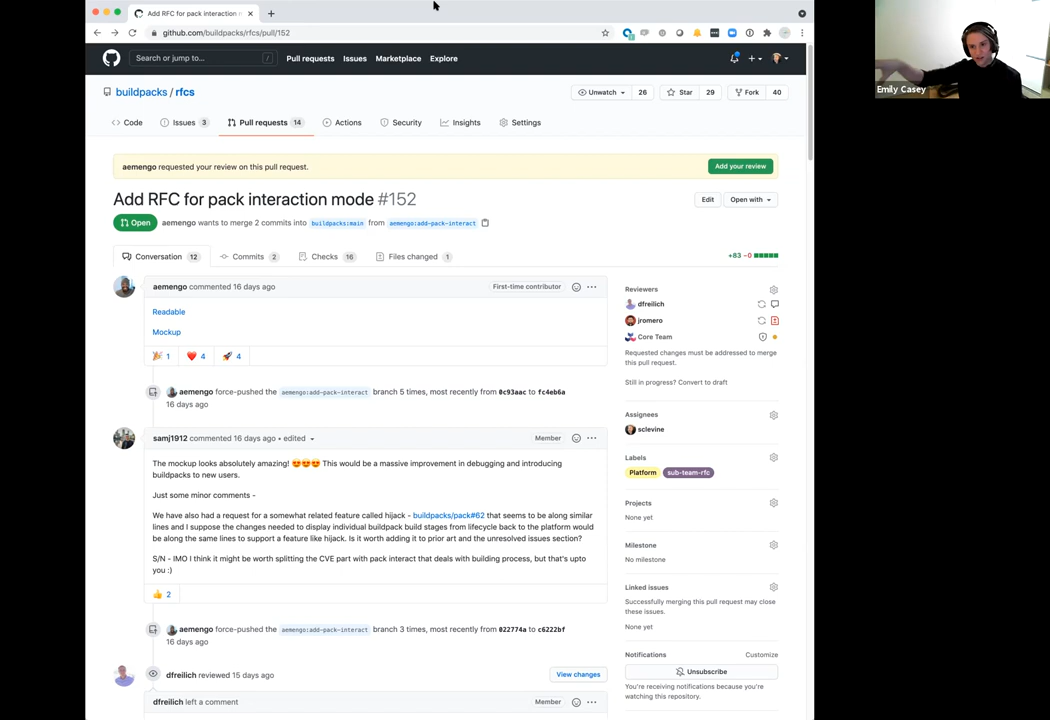 Add RFC for pack interaction m
github.com/buildpacks/rfcs/pull/152
Search or jump to...
/
Pull requests
Issues
Marketplace
Explore
buildpacks / rfcs
Unwatch
26
Star
29
Fork
40
Code
Issues 3
Pull requests 14
Actions
Security
Insights
Settings
aemengo requested your review on this pull request.
Add your review
Add RFC for pack interaction mode #152
Edit
Open with
Open
aemengo wants to merge 2 commits into buildpacks:main from aemengo:add-pack-interact
Conversation 12
Commits 2
Checks 16
Files changed 1
+83 −0
aemengo commented 16 days ago
First-time contributor
Readable
Mockup
1
4
4
aemengo force-pushed the aemengo:add-pack-interact branch 5 times, most recently from 0c93aac to fc4eb6a
16 days ago
samj1912 commented 16 days ago • edited
Member
The mockup looks absolutely amazing! 😍😍😍 This would be a massive improvement in debugging and introducing
buildpacks to new users.
Just some minor comments -
We have also had a request for a somewhat related feature called hijack - buildpacks/pack#62 that seems to be along similar
lines and I suppose the changes needed to display individual buildpack build stages from lifecycle back to the platform would
be along the same lines to support a feature like hijack. Is it worth adding it to prior art and the unresolved issues section?
S/N - IMO I think it might be worth splitting the CVE part with pack interact that deals with building process, but that's upto
you :)
2
aemengo force-pushed the aemengo:add-pack-interact branch 3 times, most recently from 022774a to c6222bf
16 days ago
dfreilich reviewed 15 days ago
View changes
dfreilich left a comment
Member
Reviewers
dfreilich
jromero
Core Team
Requested changes must be addressed to merge
this pull request.
Still in progress? Convert to draft
Assignees
sclevine
Labels
Platform
sub-team-rfc
Projects
None yet
Milestone
No milestone
Linked issues
Successfully merging this pull request may close
these issues.
None yet
Notifications
Customize
Unsubscribe
You're receiving notifications because you're
watching this repository.
Emily Casey